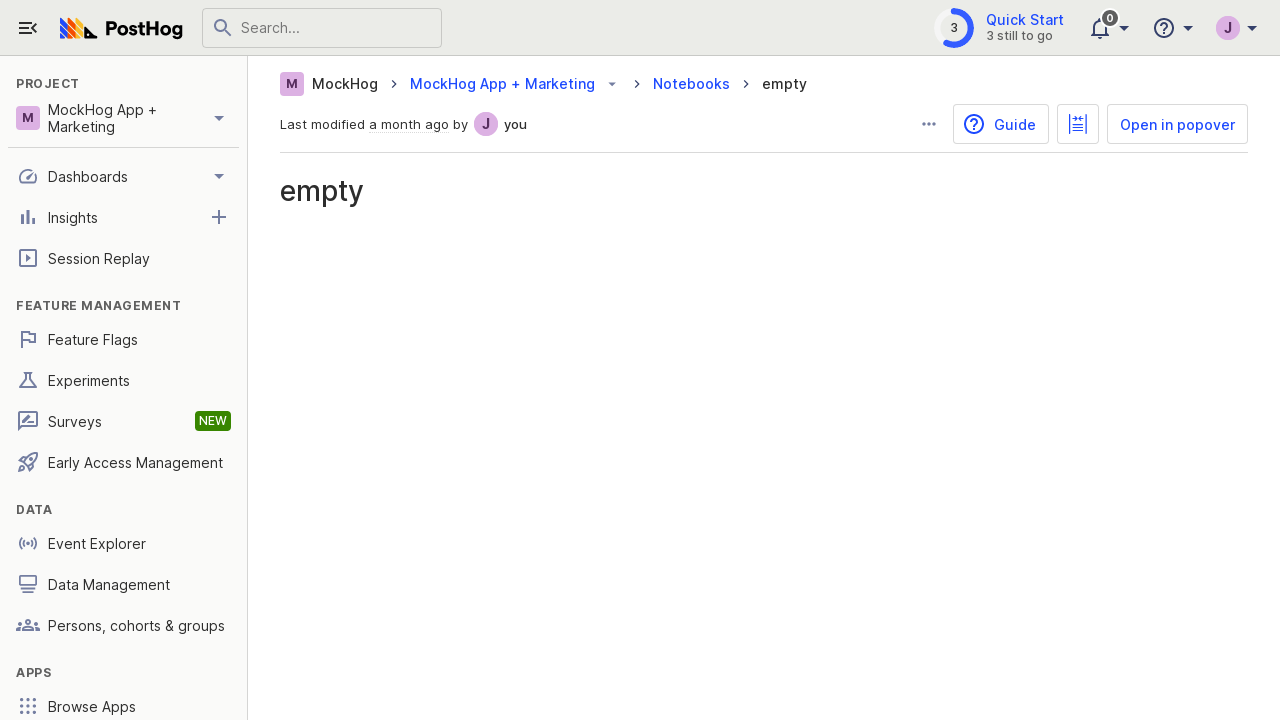 PostHog
Search...
3
Quick Start
3 still to go
0
J
PROJECT
M
MockHog App +
Marketing
Dashboards
Insights
Session Replay
FEATURE MANAGEMENT
Feature Flags
Experiments
Surveys NEW
Early Access Management
DATA
Event Explorer
Data Management
Persons, cohorts & groups
APPS
Browse Apps
M MockHog MockHog App + Marketing Notebooks empty
Last modified a month ago by J you
Guide
Open in popover
empty